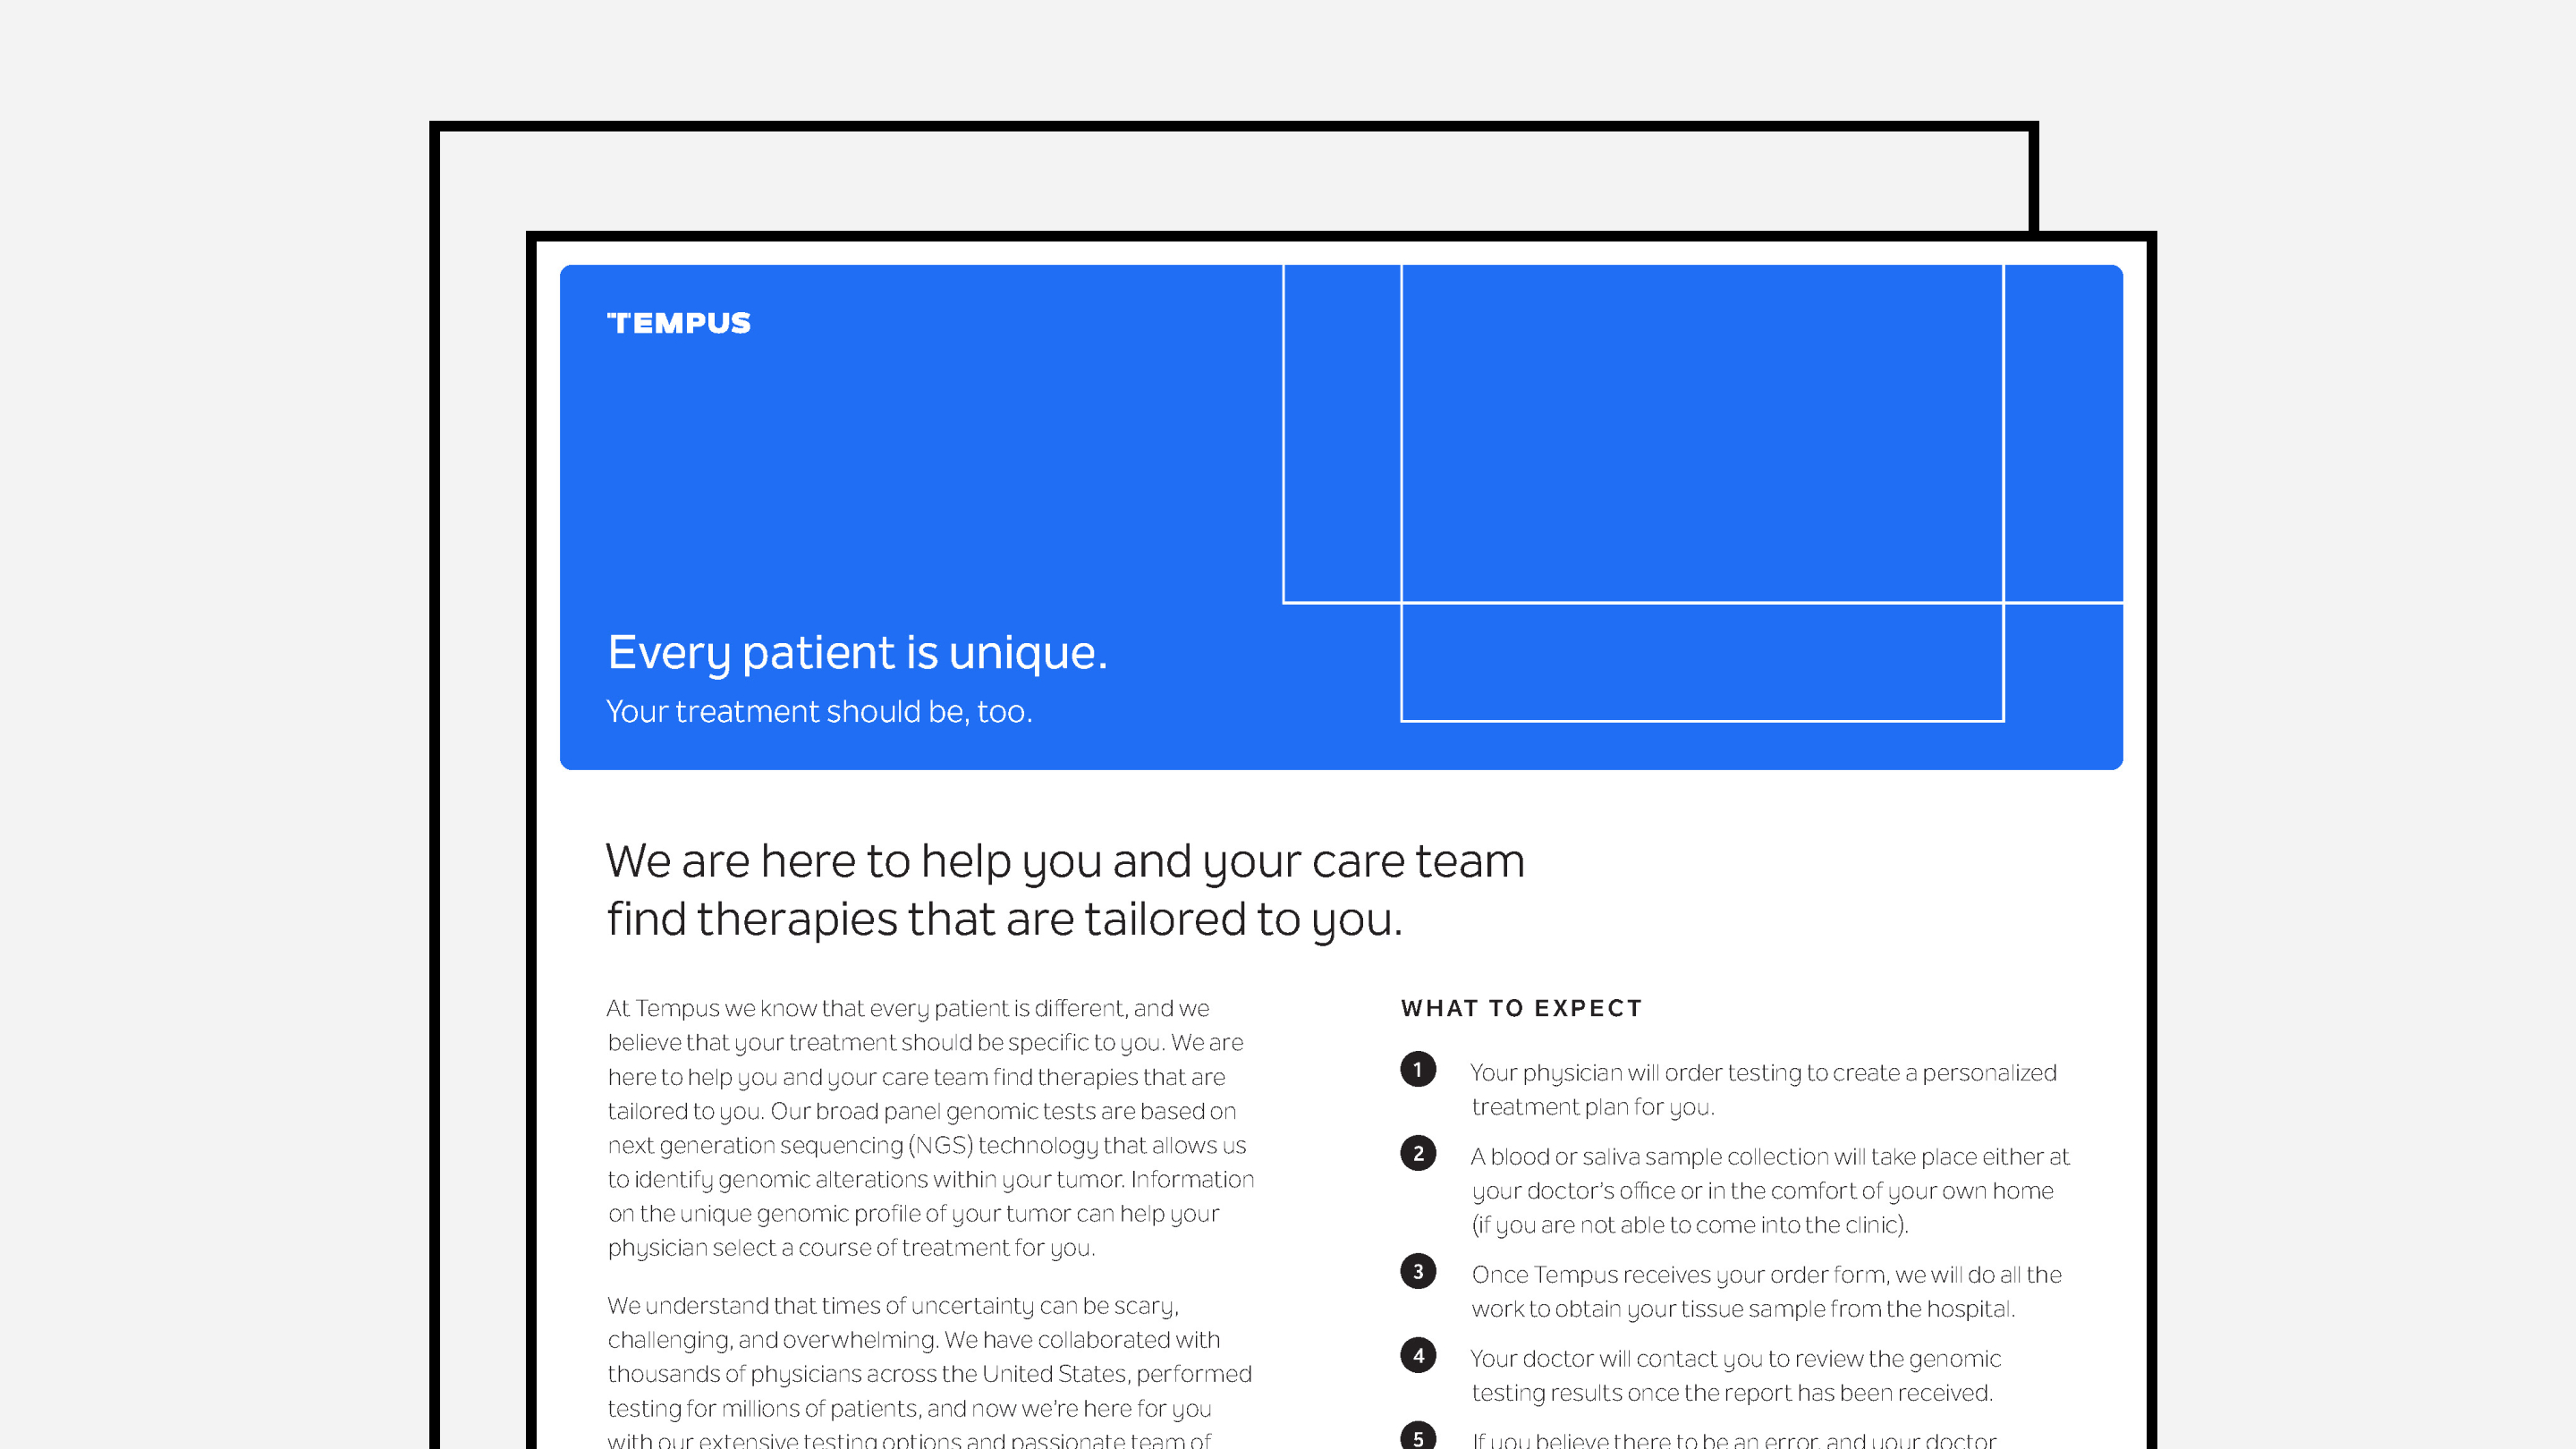 TEMPUS
Every patient is unique.
Your treatment should be, too.
We are here to help you and your care team
find therapies that are tailored to you.
At Tempus we know that every patient is different, and we
believe that your treatment should be specific to you. We are
here to help you and your care team find therapies that are
tailored to you. Our broad panel genomic tests are based on
next generation sequencing (NGS) technology that allows us
to identify genomic alterations within your tumor. Information
on the unique genomic profile of your tumor can help your
physician select a course of treatment for you.
We understand that times of uncertainty can be scary,
challenging, and overwhelming. We have collaborated with
thousands of physicians across the United States, performed
testing for millions of patients, and now we're here for you
with our extensive testing options and passionate team of
WHAT TO EXPECT
1 Your physician will order testing to create a personalized
treatment plan for you.
2 A blood or saliva sample collection will take place either at
your doctor's office or in the comfort of your own home
(if you are not able to come into the clinic).
3 Once Tempus receives your order form, we will do all the
work to obtain your tissue sample from the hospital.
4 Your doctor will contact you to review the genomic
testing results once the report has been received.
5 If you believe there to be an error, and your doctor